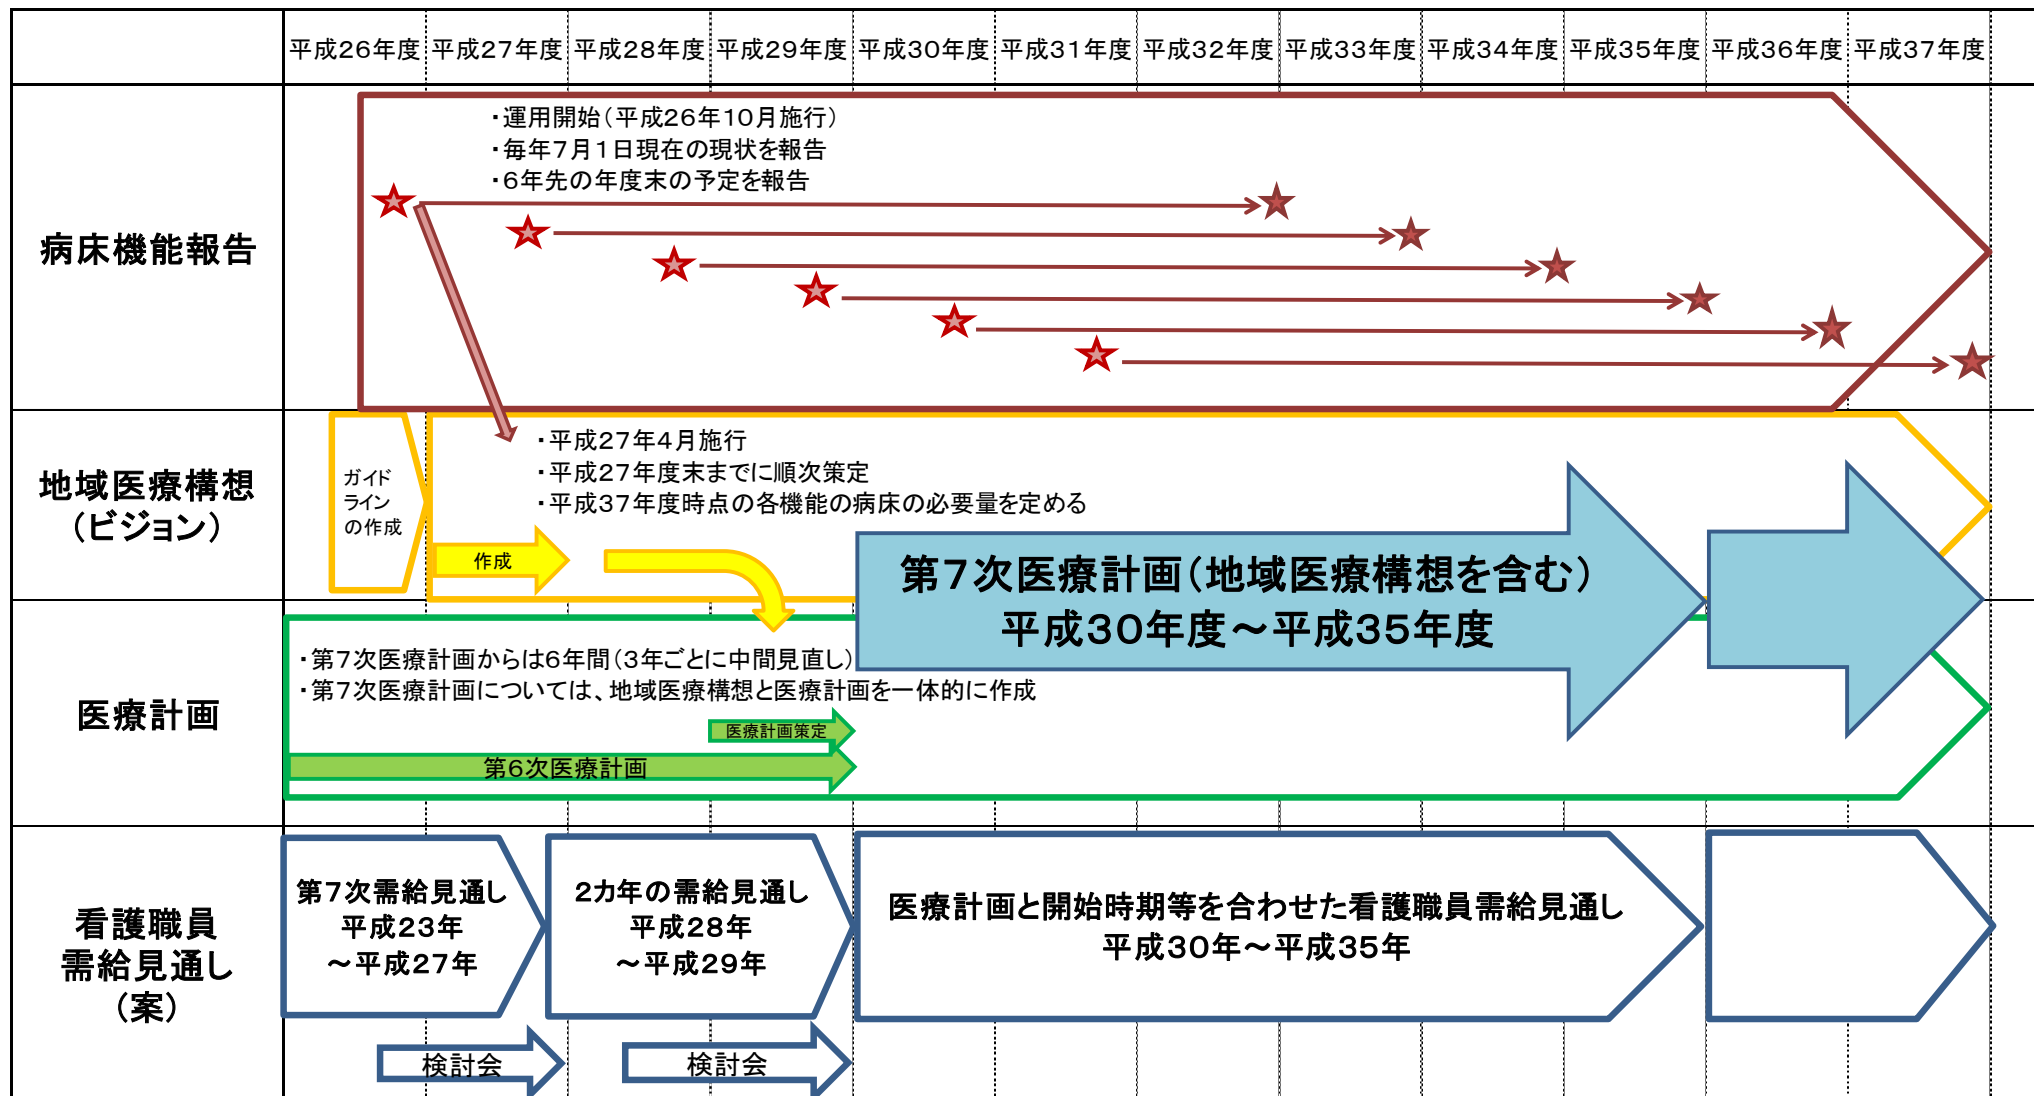 平成26年度 平成27年度 平成28年度 平成29年度 平成30年度 平成31年度 平成32年度 平成33年度 平成34年度 平成35年度 平成36年度 平成37年度
病床機能報告
・運用開始(平成26年10月施行)
・毎年7月1日現在の現状を報告
・6年先の年度末の予定を報告
地域医療構想
(ビジョン)
ガイド
ライン
の作成
・平成27年4月施行
・平成27年度末までに順次策定
・平成37年度時点の各機能の病床の必要量を定める
作成
第7次医療計画(地域医療構想を含む)
平成30年度~平成35年度
医療計画
・第7次医療計画からは6年間(3年ごとに中間見直し)
・第7次医療計画については、地域医療構想と医療計画を一体的に作成
医療計画策定
第6次医療計画
看護職員
需給見通し
(案)
第7次需給見通し
平成23年
~平成27年
2カ年の需給見通し
平成28年
~平成29年
医療計画と開始時期等を合わせた看護職員需給見通し
平成30年~平成35年
検討会
検討会